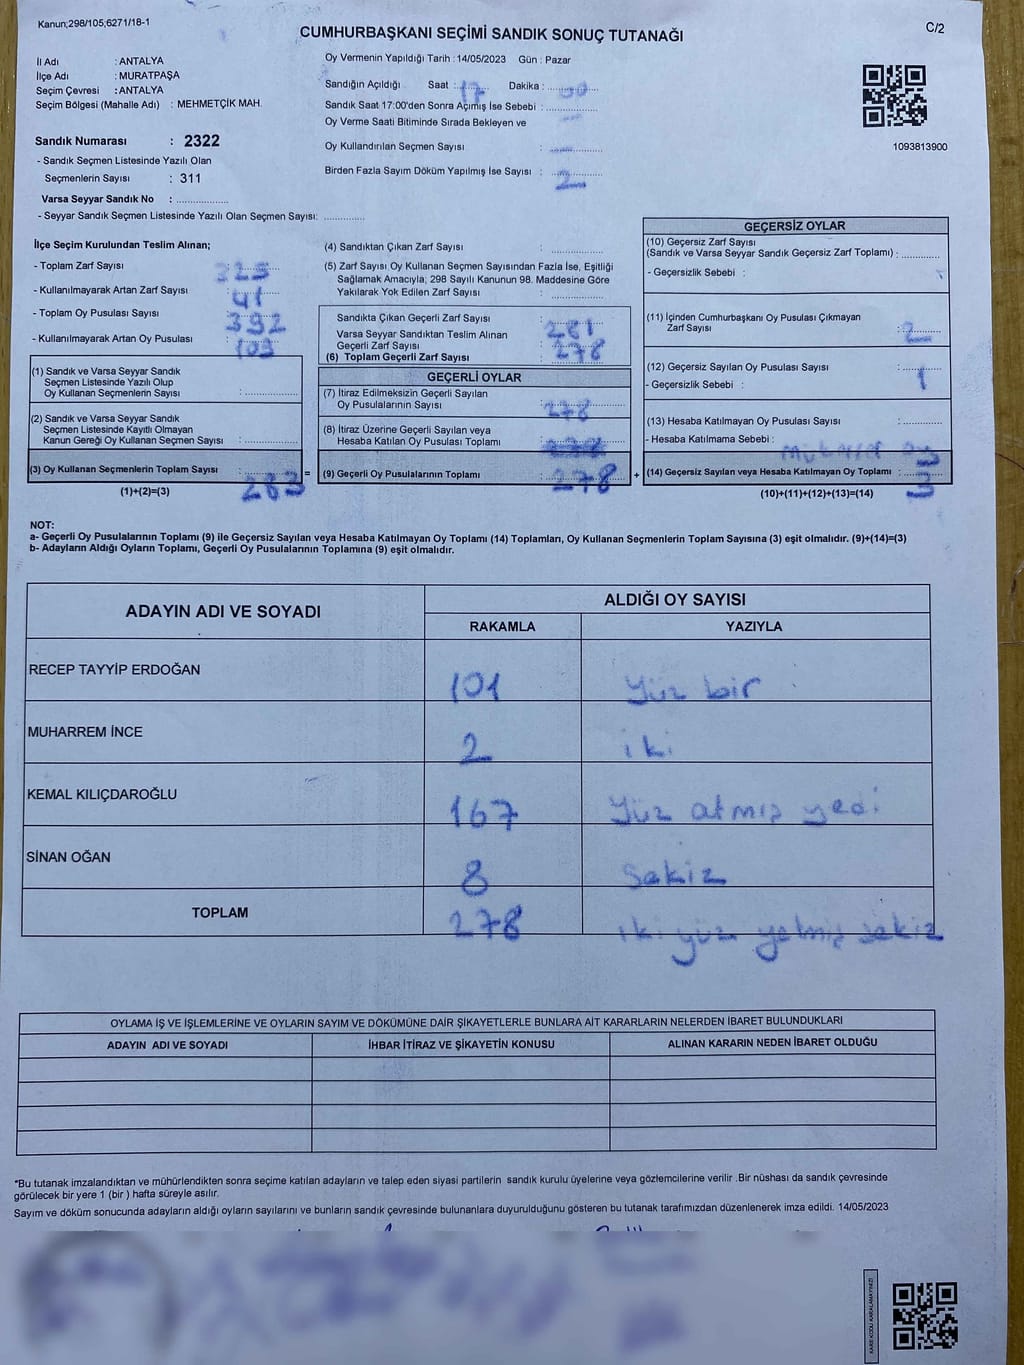 Kanun;298/105;6271/18-1
CUMHURBAŞKANI SEÇİMİ SANDIK SONUÇ TUTANAĞI
C/2
İl Adı : ANTALYA
İlçe Adı : MURATPAŞA
Seçim Çevresi : ANTALYA
Seçim Bölgesi (Mahalle Adı) : MEHMETÇİK MAH.
Sandık Numarası : 2322
- Sandık Seçmen Listesinde Yazılı Olan
Seçmenlerin Sayısı : 311
Varsa Seyyar Sandık No : ................
- Seyyar Sandık Seçmen Listesinde Yazılı Olan Seçmen Sayısı: ............
Oy Vermenin Yapıldığı Tarih : 14/05/2023 Gün : Pazar
Sandığın Açıldığı Saat : 17 Dakika : 00
Sandık Saat 17:00'den Sonra Açımış İse Sebebi : ................
Oy Verme Saati Bitiminde Sırada Bekleyen ve
Oy Kullandırılan Seçmen Sayısı : —
Birden Fazla Sayım Döküm Yapılmış İse Sayısı : 2
1093813900
İlçe Seçim Kurulundan Teslim Alınan;
- Toplam Zarf Sayısı : 325
- Kullanılmayarak Artan Zarf Sayısı : 41
- Toplam Oy Pusulası Sayısı : 392
- Kullanılmayarak Artan Oy Pusulası : 109
(1) Sandık ve Varsa Seyyar Sandık
Seçmen Listesinde Yazılı Olup
Oy Kullanan Seçmenlerin Sayısı : ................
(2) Sandık ve Varsa Seyyar Sandık
Seçmen Listesinde Kayıtlı Olmayan
Kanun Gereği Oy Kullanan Seçmen Sayısı : ................
(3) Oy Kullanan Seçmenlerin Toplam Sayısı : 283 =
(1)+(2)=(3)
(4) Sandıktan Çıkan Zarf Sayısı : ................
(5) Zarf Sayısı Oy Kullanan Seçmen Sayısından Fazla İse, Eşitliği
Sağlamak Amacıyla; 298 Sayılı Kanunun 98. Maddesine Göre
Yakılarak Yok Edilen Zarf Sayısı : ................
Sandıkta Çıkan Geçerli Zarf Sayısı : 281
Varsa Seyyar Sandıktan Teslim Alınan
Geçerli Zarf Sayısı :
(6) Toplam Geçerli Zarf Sayısı : 278
GEÇERLİ OYLAR
(7) İtiraz Edilmeksizin Geçerli Sayılan
Oy Pusulalarının Sayısı : 278
(8) İtiraz Üzerine Geçerli Sayılan veya
Hesaba Katılan Oy Pusulası Toplamı :
(9) Geçerli Oy Pusulalarının Toplamı : 278 +
GEÇERSİZ OYLAR
(10) Geçersiz Zarf Sayısı
(Sandık ve Varsa Seyyar Sandık Geçersiz Zarf Toplamı) : ............
- Geçersizlik Sebebi :
(11) İçinden Cumhurbaşkanı Oy Pusulası Çıkmayan
Zarf Sayısı : 2
(12) Geçersiz Sayılan Oy Pusulası Sayısı : 1
- Geçersizlik Sebebi :
(13) Hesaba Katılmayan Oy Pusulası Sayısı : ............
- Hesaba Katılmama Sebebi :
(14) Geçersiz Sayılan veya Hesaba Katılmayan Oy Toplamı : 3
(10)+(11)+(12)+(13)=(14)
NOT:
a- Geçerli Oy Pusulalarının Toplamı (9) ile Geçersiz Sayılan veya Hesaba Katılmayan Oy Toplamı (14) Toplamları, Oy Kullanan Seçmenlerin Toplam Sayısına (3) eşit olmalıdır. (9)+(14)=(3)
b- Adayların Aldığı Oyların Toplamı, Geçerli Oy Pusulalarının Toplamına (9) eşit olmalıdır.
ADAYIN ADI VE SOYADI ALDIĞI OY SAYISI
RAKAMLA YAZIYLA
RECEP TAYYİP ERDOĞAN 101 Yüz bir
MUHARREM İNCE 2 iki
KEMAL KILIÇDAROĞLU 167 Yüz atmış yedi
SİNAN OĞAN 8 Sekiz
TOPLAM 278 iki yüz yetmiş sekiz
OYLAMA İŞ VE İŞLEMLERİNE VE OYLARIN SAYIM VE DÖKÜMÜNE DAİR ŞİKAYETLERLE BUNLARA AİT KARARLARIN NELERDEN İBARET BULUNDUKLARI
ADAYIN ADI VE SOYADI İHBAR İTİRAZ VE ŞİKAYETİN KONUSU ALINAN KARARIN NEDEN İBARET OLDUĞU
*Bu tutanak imzalandıktan ve mühürlendikten sonra seçime katılan adayların ve talep eden siyasi partilerin sandık kurulu üyelerine veya gözlemcilerine verilir .Bir nüshası da sandık çevresinde
görülecek bir yere 1 (bir ) hafta süreyle asılır.
Sayım ve döküm sonucunda adayların aldığı oyların sayılarını ve bunların sandık çevresinde bulunanlara duyurulduğunu gösteren bu tutanak tarafımızdan düzenlenerek imza edildi. 14/05/2023
KARE KODU KARALAMAYINIZ!